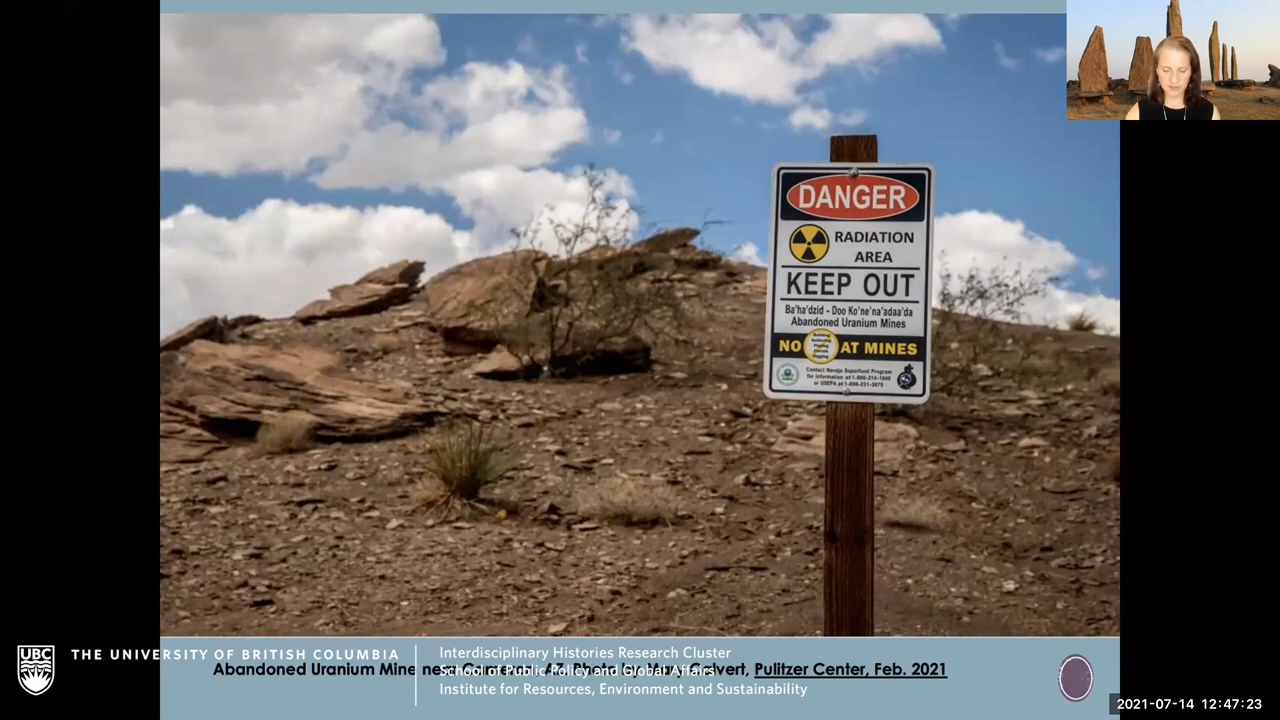 DANGER
RADIATION
AREA
KEEP OUT
Ba'ha'dzid - Doo Ko'ne'na'adaa'da
Abandoned Uranium Mines
NO
Building
Digging
AT MINES
Contact Navajo Superfund Program
for Information at 1-800-314-1846
or USEPA at 1-800-231-3075
UBC
THE UNIVERSITY OF BRITISH COLUMBIA
Interdisciplinary Histories Research Cluster
School of Public Policy and Global Affairs
Institute for Resources, Environment and Sustainability
Abandoned Uranium Mine near Cameron, AZ, Photo by Mary Calvert, Pulitzer Center, Feb. 2021
2021-07-14 12:47:23